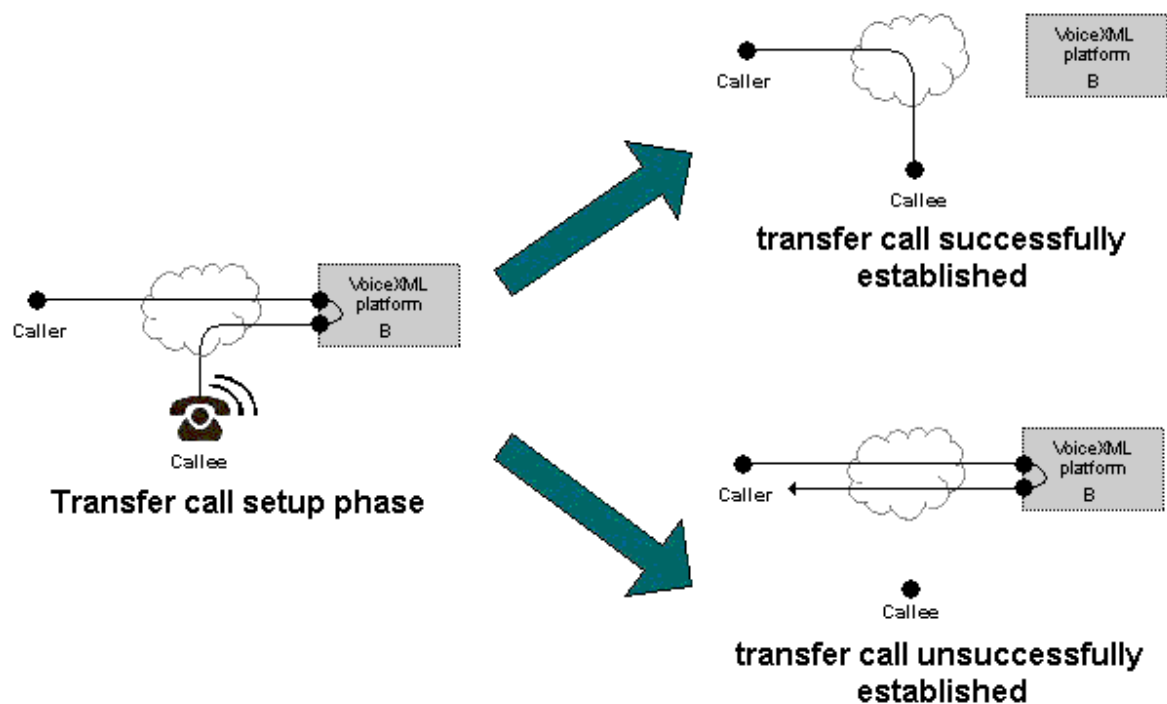 Caller
VoiceXML
platform
B
Callee
Transfer call setup phase
Caller
VoiceXML
platform
B
Callee
transfer call successfully
established
Caller
VoiceXML
platform
B
Callee
transfer call unsuccessfully
established